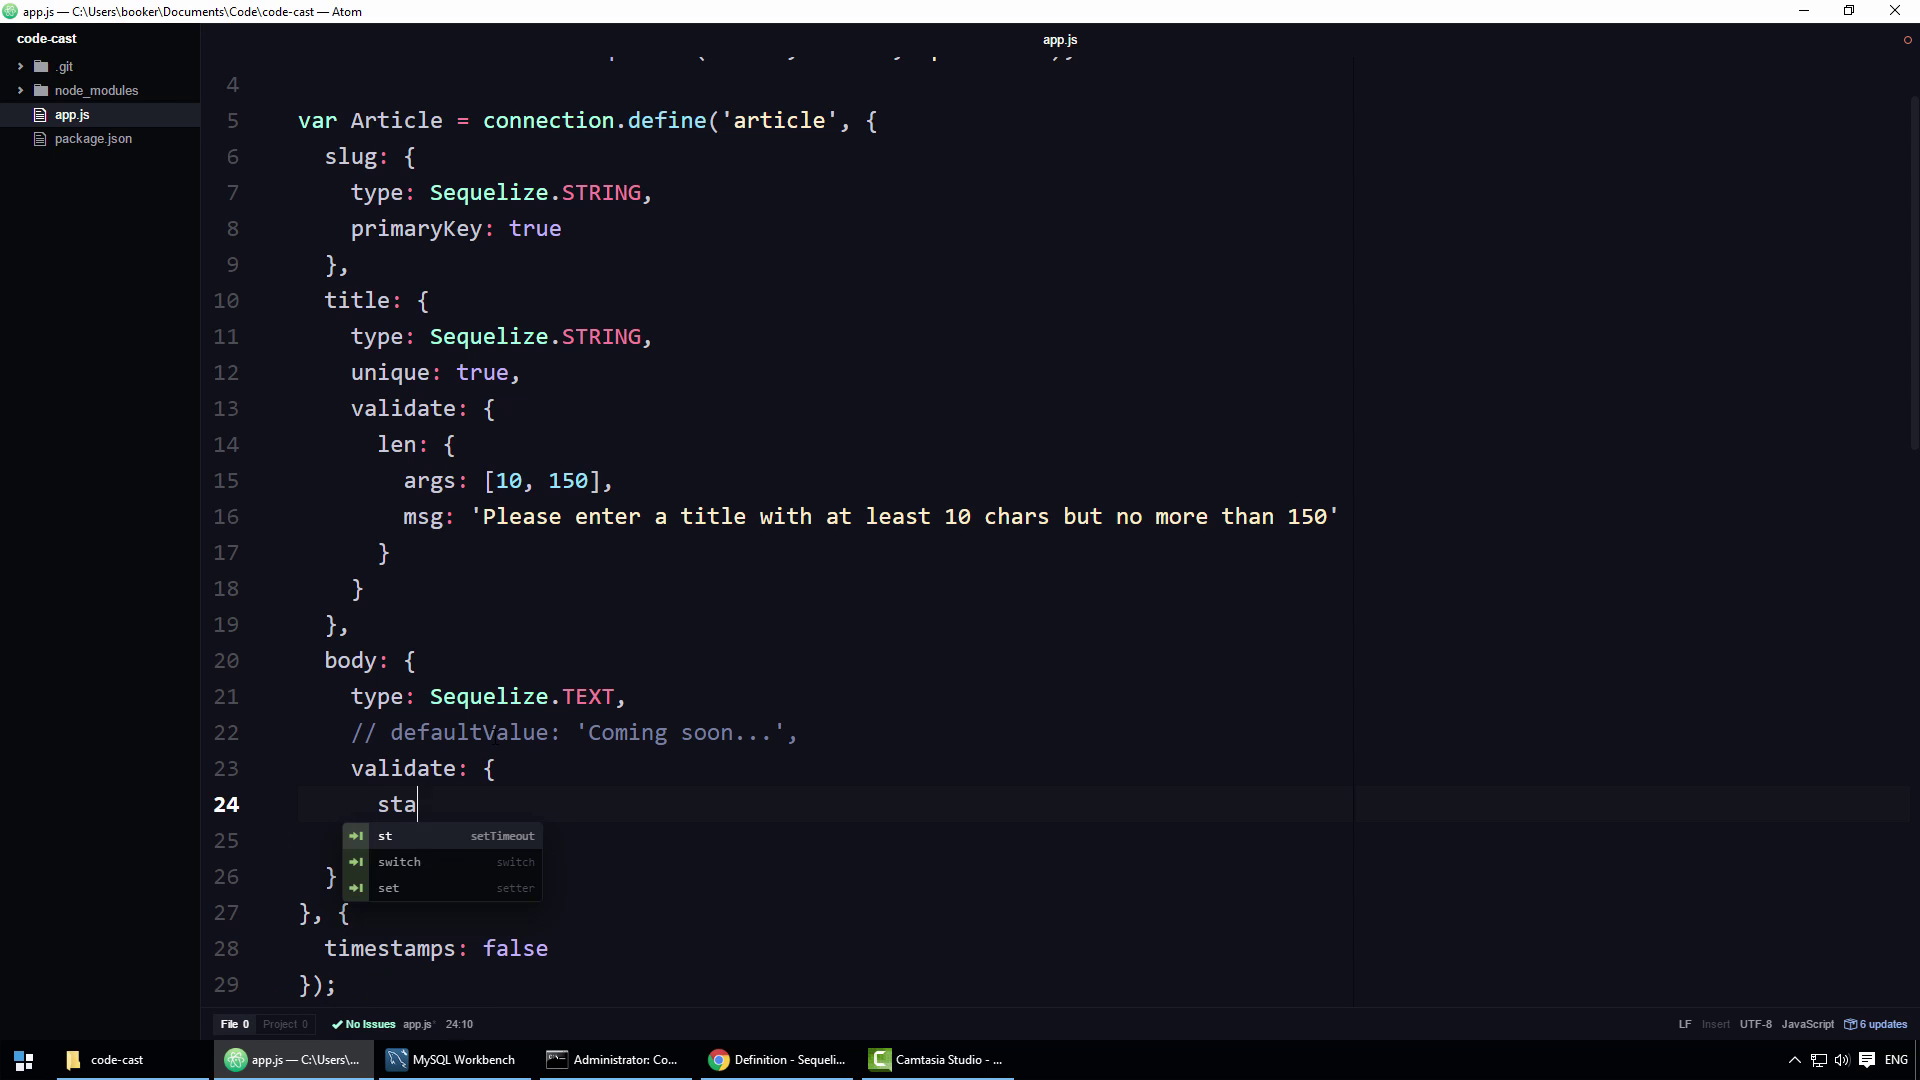 app.js — C:\Users\booker\Documents\Code\code-cast — Atom
code-cast
app.js
.git
node_modules
app.js
package.json
4
5 var Article = connection.define('article', {
6 slug: {
7 type: Sequelize.STRING,
8 primaryKey: true
9 },
10 title: {
11 type: Sequelize.STRING,
12 unique: true,
13 validate: {
14 len: {
15 args: [10, 150],
16 msg: 'Please enter a title with at least 10 chars but no more than 150'
17 }
18 }
19 },
20 body: {
21 type: Sequelize.TEXT,
22 // defaultValue: 'Coming soon...',
23 validate: {
24 sta
st setTimeout
25
switch switch
26 }
set setter
27 }, {
28 timestamps: false
29 });
File 0 Project 0 No Issues app.js* 24:10 LF Insert UTF-8 JavaScript 6 updates
code-cast app.js — C:\Users\... MySQL Workbench Administrator: Co... Definition - Sequeli... Camtasia Studio - ... ENG